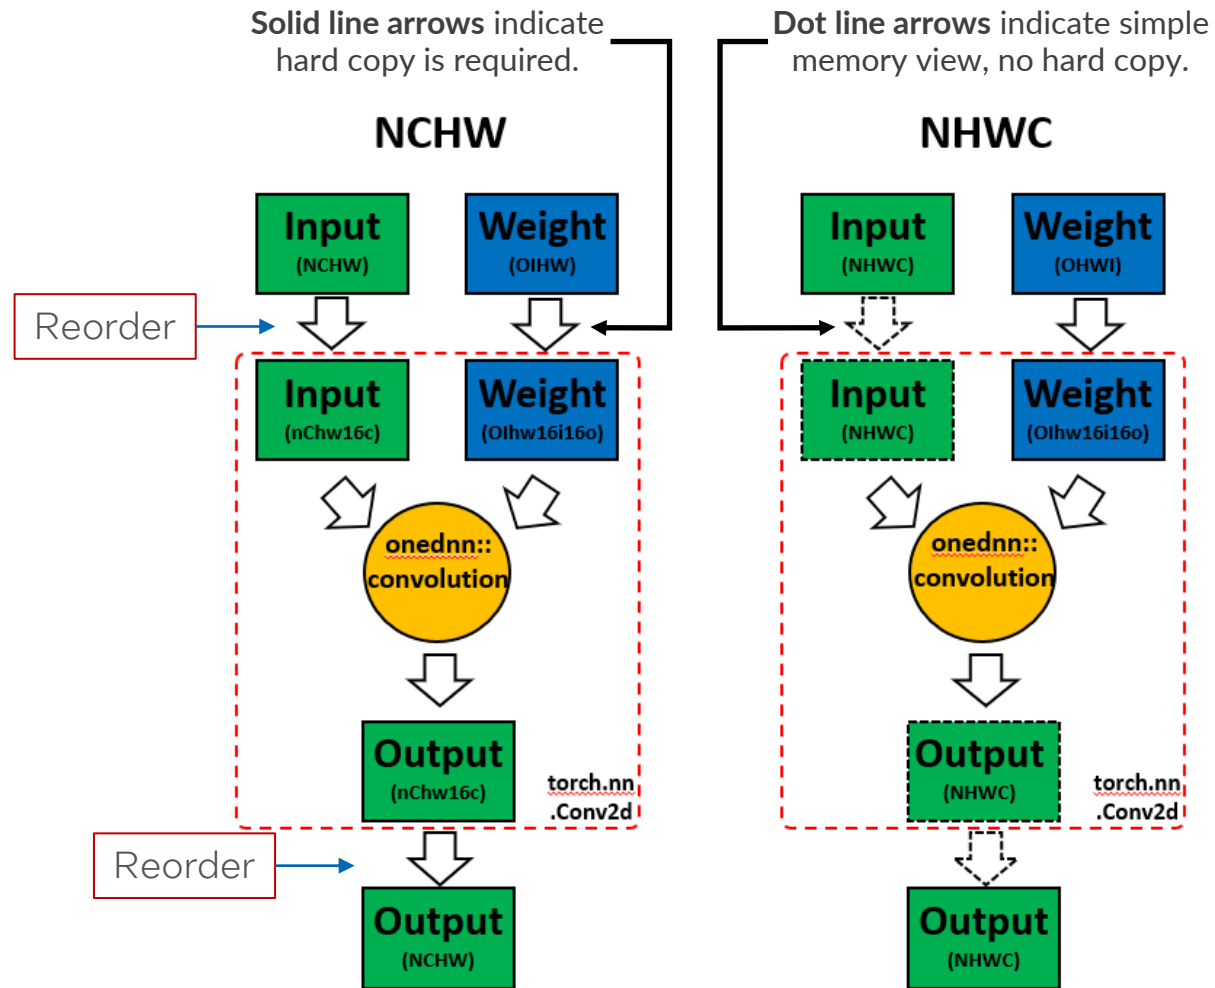 Solid line arrows indicate
hard copy is required.
Dot line arrows indicate simple
memory view, no hard copy.
NCHW
NHWC
Input
(NCHW)
Weight
(OIHW)
Input
(NHWC)
Weight
(OHWI)
Reorder
Input
(nChw16c)
Weight
(OIhw16i16o)
Input
(NHWC)
Weight
(OIhw16i16o)
onednn::
convolution
onednn::
convolution
Output
(nChw16c)
torch.nn
.Conv2d
Output
(NHWC)
torch.nn
.Conv2d
Reorder
Output
(NCHW)
Output
(NHWC)